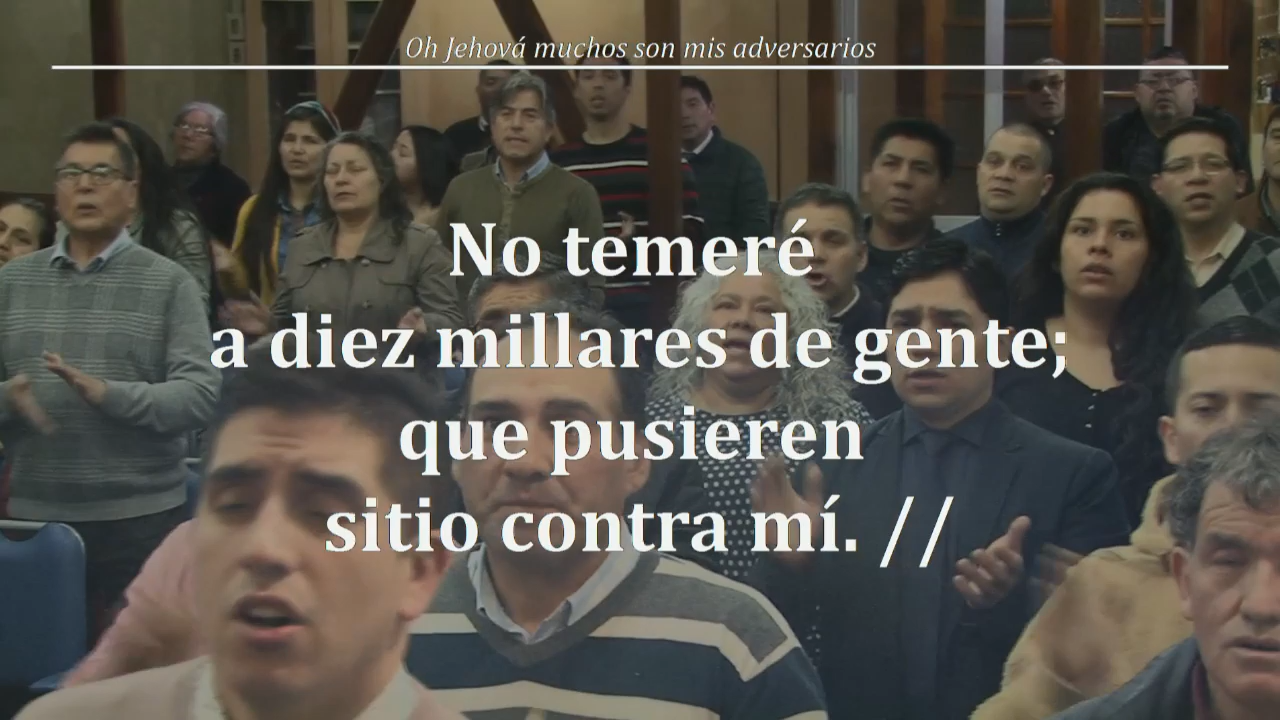 Oh Jehová muchos son mis adversarios
No temeré
a diez millares de gente;
que pusieren
sitio contra mí. //